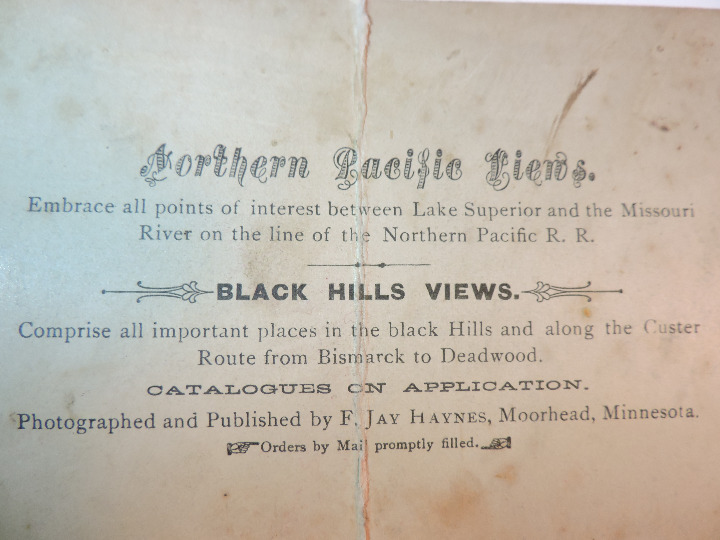 Northern Pacific Views.
Embrace all points of interest between Lake Superior and the Missouri
River on the line of the Northern Pacific R. R.
BLACK HILLS VIEWS.
Comprise all important places in the black Hills and along the Custer
Route from Bismarck to Deadwood.
CATALOGUES ON APPLICATION.
Photographed and Published by F. JAY HAYNES, Moorhead, Minnesota.
Orders by Mail promptly filled.